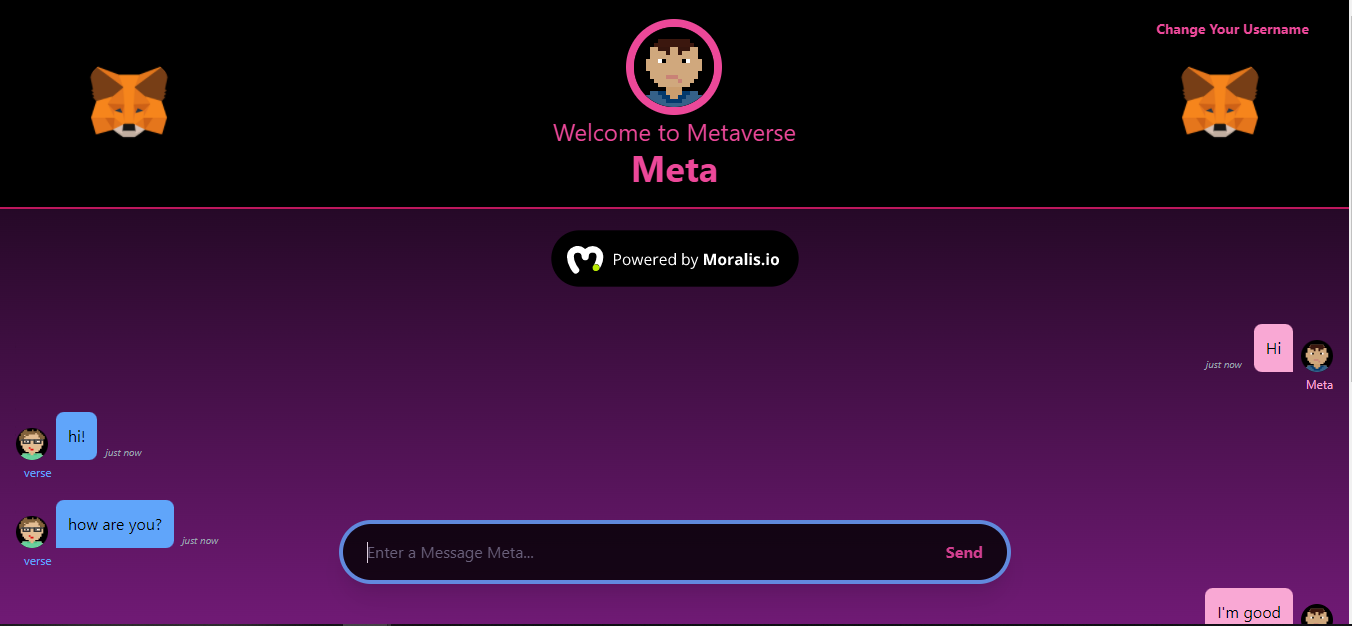 Change Your Username
Welcome to Metaverse
Meta
Powered by Moralis.io
Hi
just now
Meta
hi!
just now
verse
how are you?
just now
verse
Enter a Message Meta...
Send
I'm good